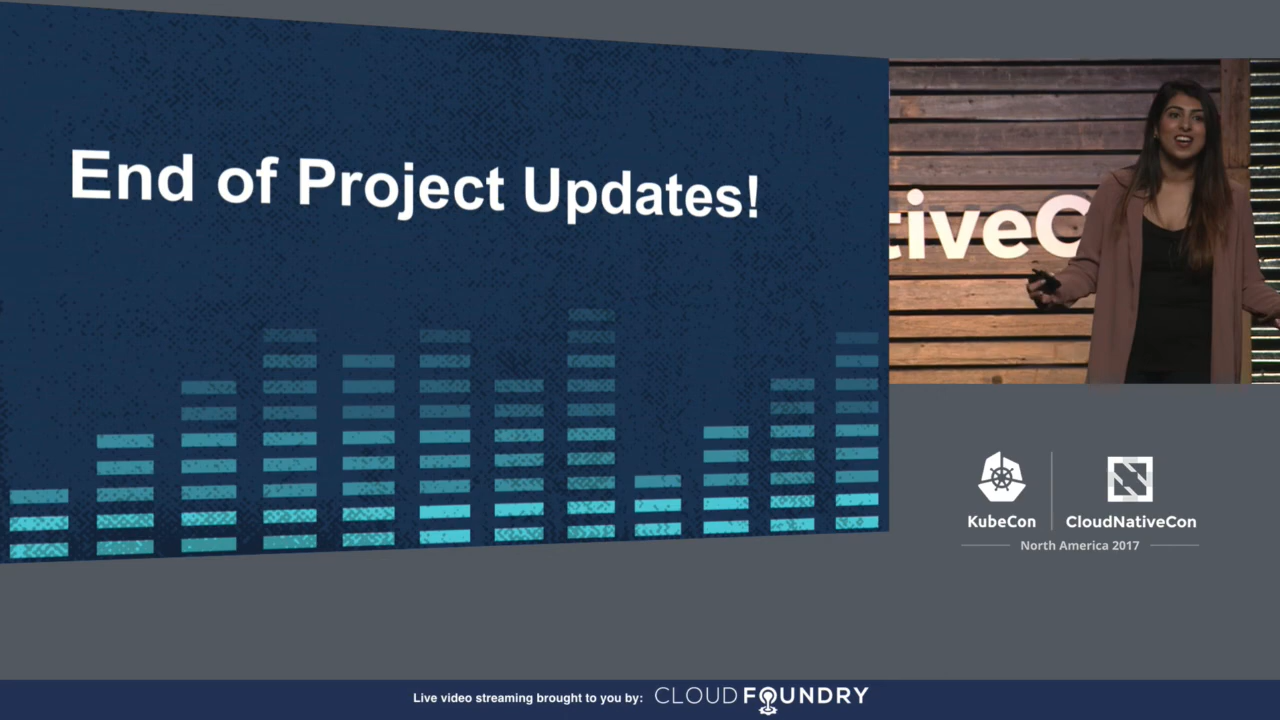 End of Project Updates!
tiveC
KubeCon
CloudNativeCon
North America 2017
Live video streaming brought to you by: CLOUD FOUNDRY